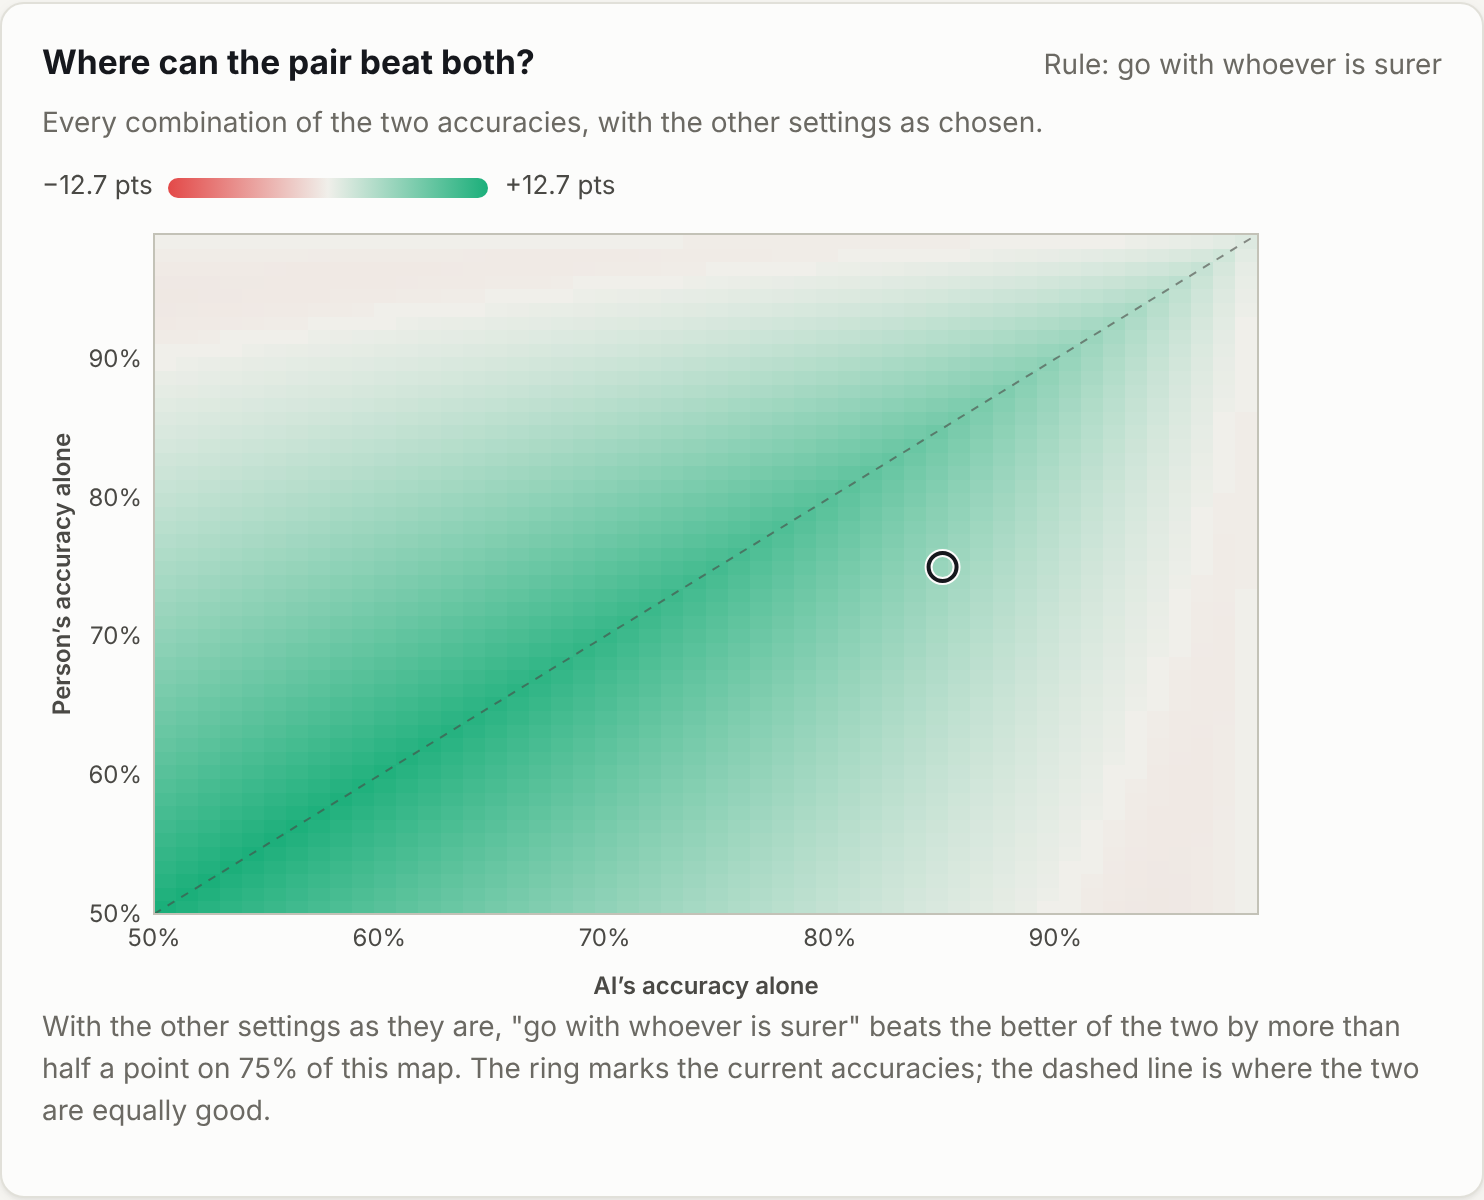 Where can the pair beat both?
Rule: go with whoever is surer
Every combination of the two accuracies, with the other settings as chosen.
−12.7 pts
+12.7 pts
Person's accuracy alone
90%
80%
70%
60%
50%
50%
60%
70%
80%
90%
AI’s accuracy alone
With the other settings as they are, "go with whoever is surer" beats the better of the two by more than
half a point on 75% of this map. The ring marks the current accuracies; the dashed line is where the two
are equally good.